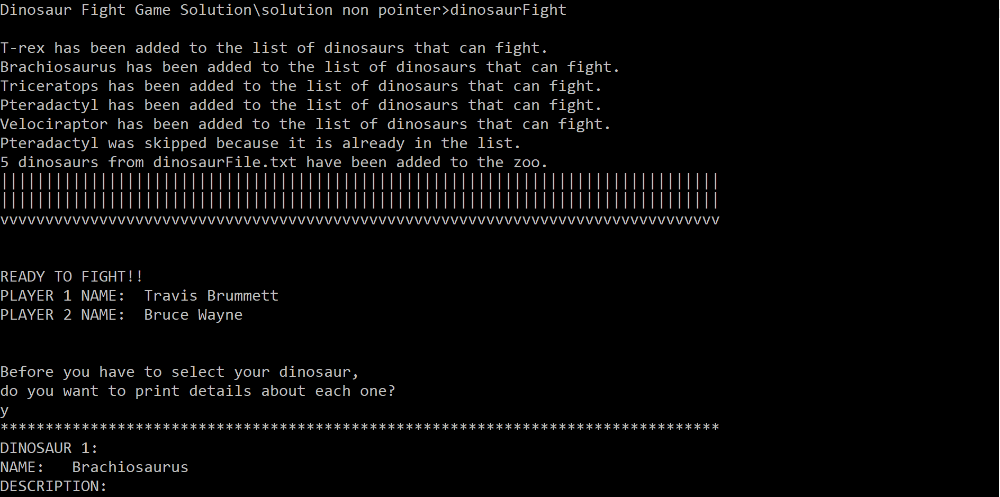 Dinosaur Fight Game Solution\solution non pointer>dinosaurFight
T-rex has been added to the list of dinosaurs that can fight.
Brachiosaurus has been added to the list of dinosaurs that can fight.
Triceratops has been added to the list of dinosaurs that can fight.
Pteradactyl has been added to the list of dinosaurs that can fight.
Velociraptor has been added to the list of dinosaurs that can fight.
Pteradactyl was skipped because it is already in the list.
5 dinosaurs from dinosaurFile.txt have been added to the zoo.
||||||||||||||||||||||||||||||||||||||||||||||||||||||||||||||||||||||||||||||||
||||||||||||||||||||||||||||||||||||||||||||||||||||||||||||||||||||||||||||||||
vvvvvvvvvvvvvvvvvvvvvvvvvvvvvvvvvvvvvvvvvvvvvvvvvvvvvvvvvvvvvvvvvvvvvvvvvvvvvvvv
READY TO FIGHT!!
PLAYER 1 NAME:  Travis Brummett
PLAYER 2 NAME:  Bruce Wayne
Before you have to select your dinosaur,
do you want to print details about each one?
y
********************************************************************************
DINOSAUR 1:
NAME:   Brachiosaurus
DESCRIPTION: